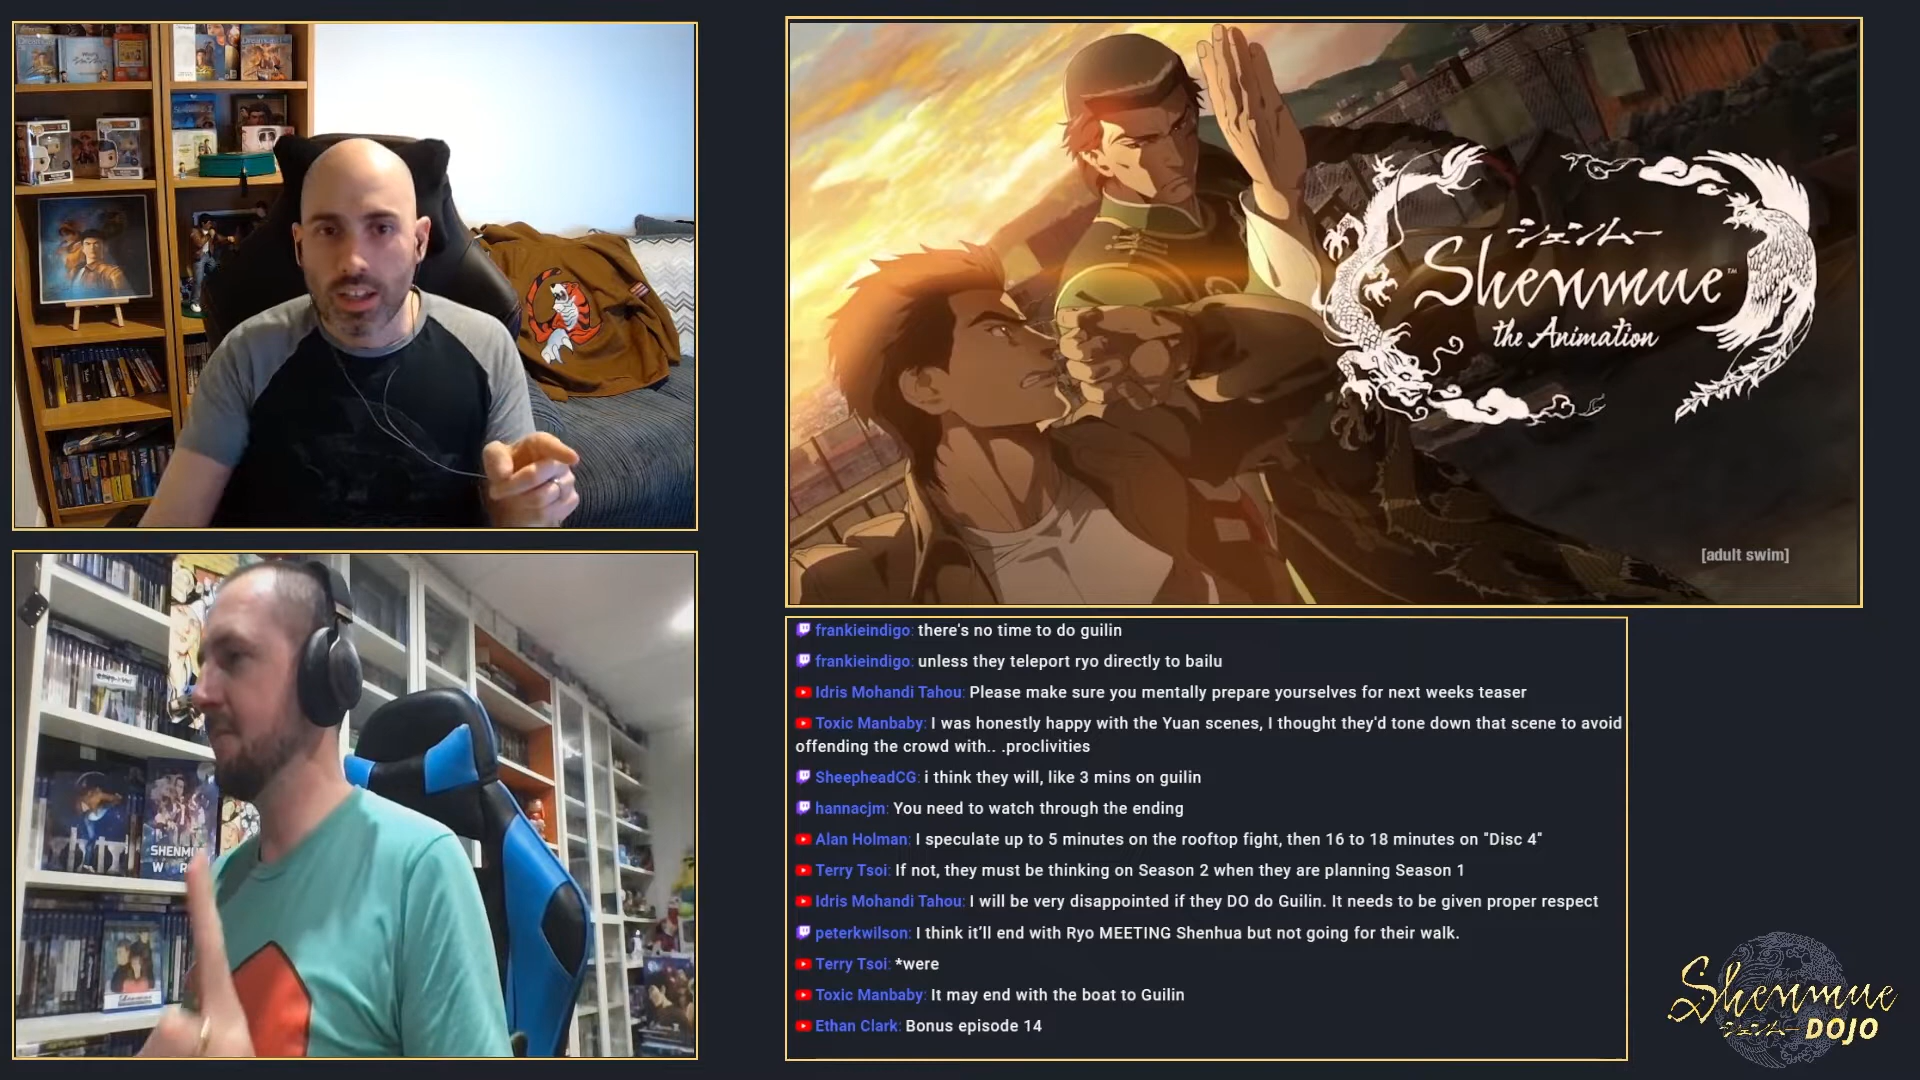 シェンムー
Shenmue™
the Animation
[adult swim]
frankieindigo: there's no time to do guilin
frankieindigo: unless they teleport ryo directly to bailu
Idris Mohandi Tahou: Please make sure you mentally prepare yourselves for next weeks teaser
Toxic Manbaby: I was honestly happy with the Yuan scenes, I thought they'd tone down that scene to avoid
offending the crowd with.. .proclivities
SheepheadCG: i think they will, like 3 mins on guilin
hannacjm: You need to watch through the ending
Alan Holman: I speculate up to 5 minutes on the rooftop fight, then 16 to 18 minutes on "Disc 4"
Terry Tsoi: If not, they must be thinking on Season 2 when they are planning Season 1
Idris Mohandi Tahou: I will be very disappointed if they DO do Guilin. It needs to be given proper respect
peterkwilson: I think it’ll end with Ryo MEETING Shenhua but not going for their walk.
Terry Tsoi: *were
Toxic Manbaby: It may end with the boat to Guilin
Ethan Clark: Bonus episode 14
Shenmue
シェンムー DOJO